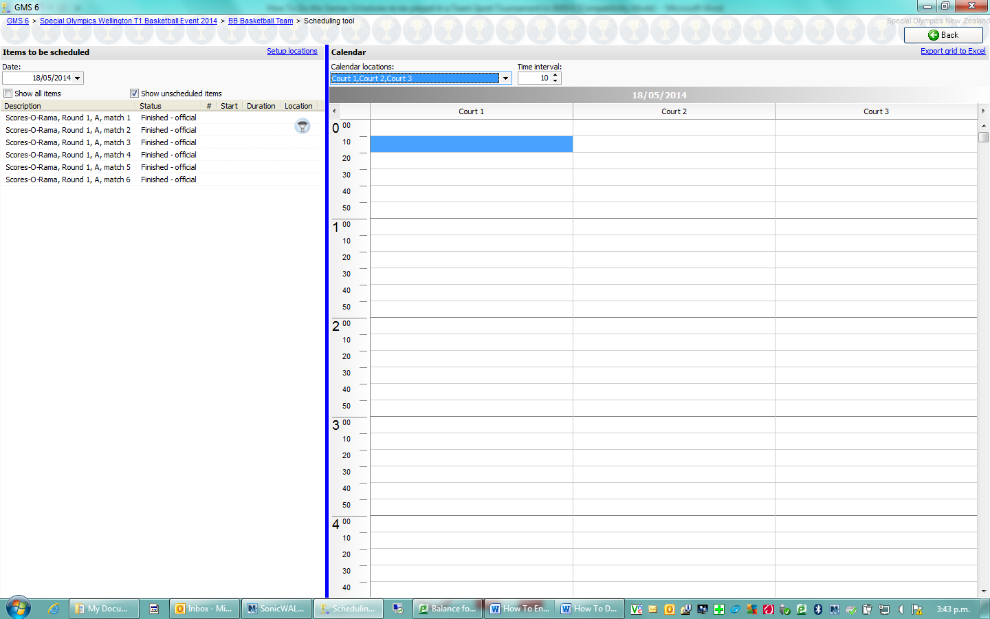 GMS 6
GMS 6 > Special Olympics Wellington T1 Basketball Event 2014 > BB Basketball Team > Scheduling tool
Special Olympics New Zealand
Back
Items to be scheduled
Setup locations
Calendar
Export grid to Excel
Date:
18/05/2014
Show all items
Show unscheduled items
Description Status # Start Duration Location
Scores-O-Rama, Round 1, A, match 1 Finished - official
Scores-O-Rama, Round 1, A, match 2 Finished - official
Scores-O-Rama, Round 1, A, match 3 Finished - official
Scores-O-Rama, Round 1, A, match 4 Finished - official
Scores-O-Rama, Round 1, A, match 5 Finished - official
Scores-O-Rama, Round 1, A, match 6 Finished - official
Calendar locations:
Time interval:
Court 1,Court 2,Court 3
10
18/05/2014
Court 1 Court 2 Court 3
0 00
10
20
30
40
50
1 00
10
20
30
40
50
2 00
10
20
30
40
50
3 00
10
20
30
40
50
4 00
10
20
30
40
My Docu...
Inbox - Mi...
SonicWAL...
Schedulin...
Balance fo...
How To En...
How To D...
3:43 p.m.